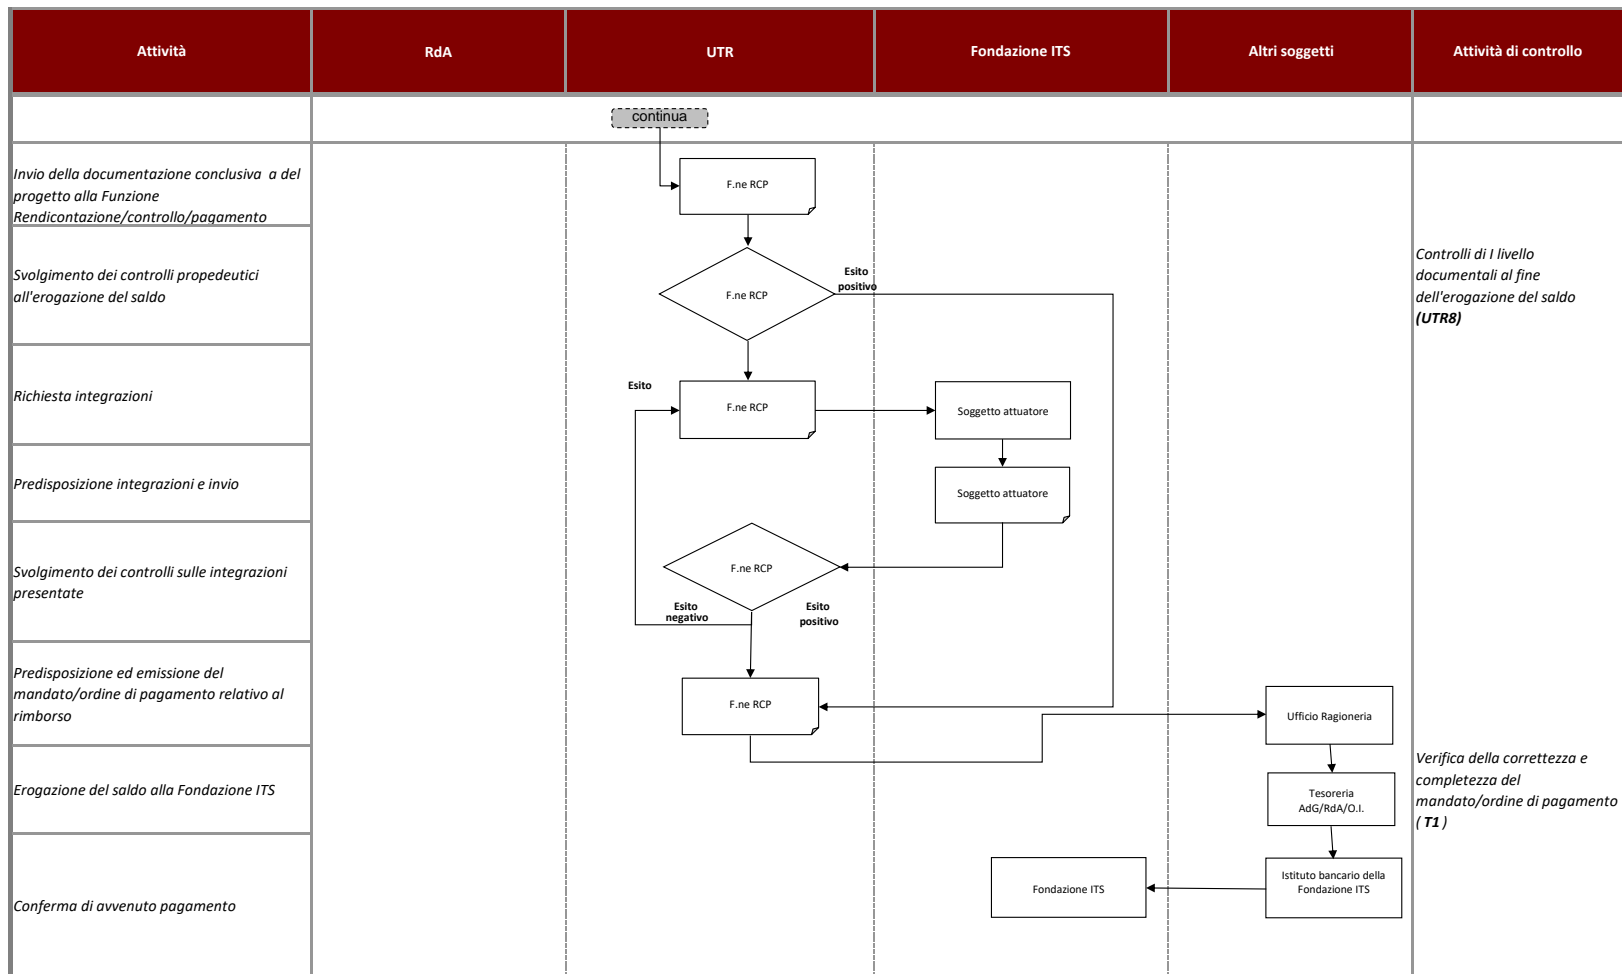 Attività
RdA
UTR
Fondazione ITS
Altri soggetti
Attività di controllo
continua
Invio della documentazione conclusiva  a del
progetto alla Funzione
Rendicontazione/controllo/pagamento
F.ne RCP
Svolgimento dei controlli propedeutici
all'erogazione del saldo
F.ne RCP
Esito
positivo
Controlli di I livello
documentali al fine
dell'erogazione del saldo
(UTR8)
Richiesta integrazioni
Esito
F.ne RCP
Soggetto attuatore
Predisposizione integrazioni e invio
Soggetto attuatore
Svolgimento dei controlli sulle integrazioni
presentate
F.ne RCP
Esito
negativo
Esito
positivo
Predisposizione ed emissione del
mandato/ordine di pagamento relativo al
rimborso
F.ne RCP
Ufficio Ragioneria
Erogazione del saldo alla Fondazione ITS
Tesoreria
AdG/RdA/O.I.
Verifica della correttezza e
completezza del
mandato/ordine di pagamento
( T1 )
Conferma di avvenuto pagamento
Fondazione ITS
Istituto bancario della
Fondazione ITS